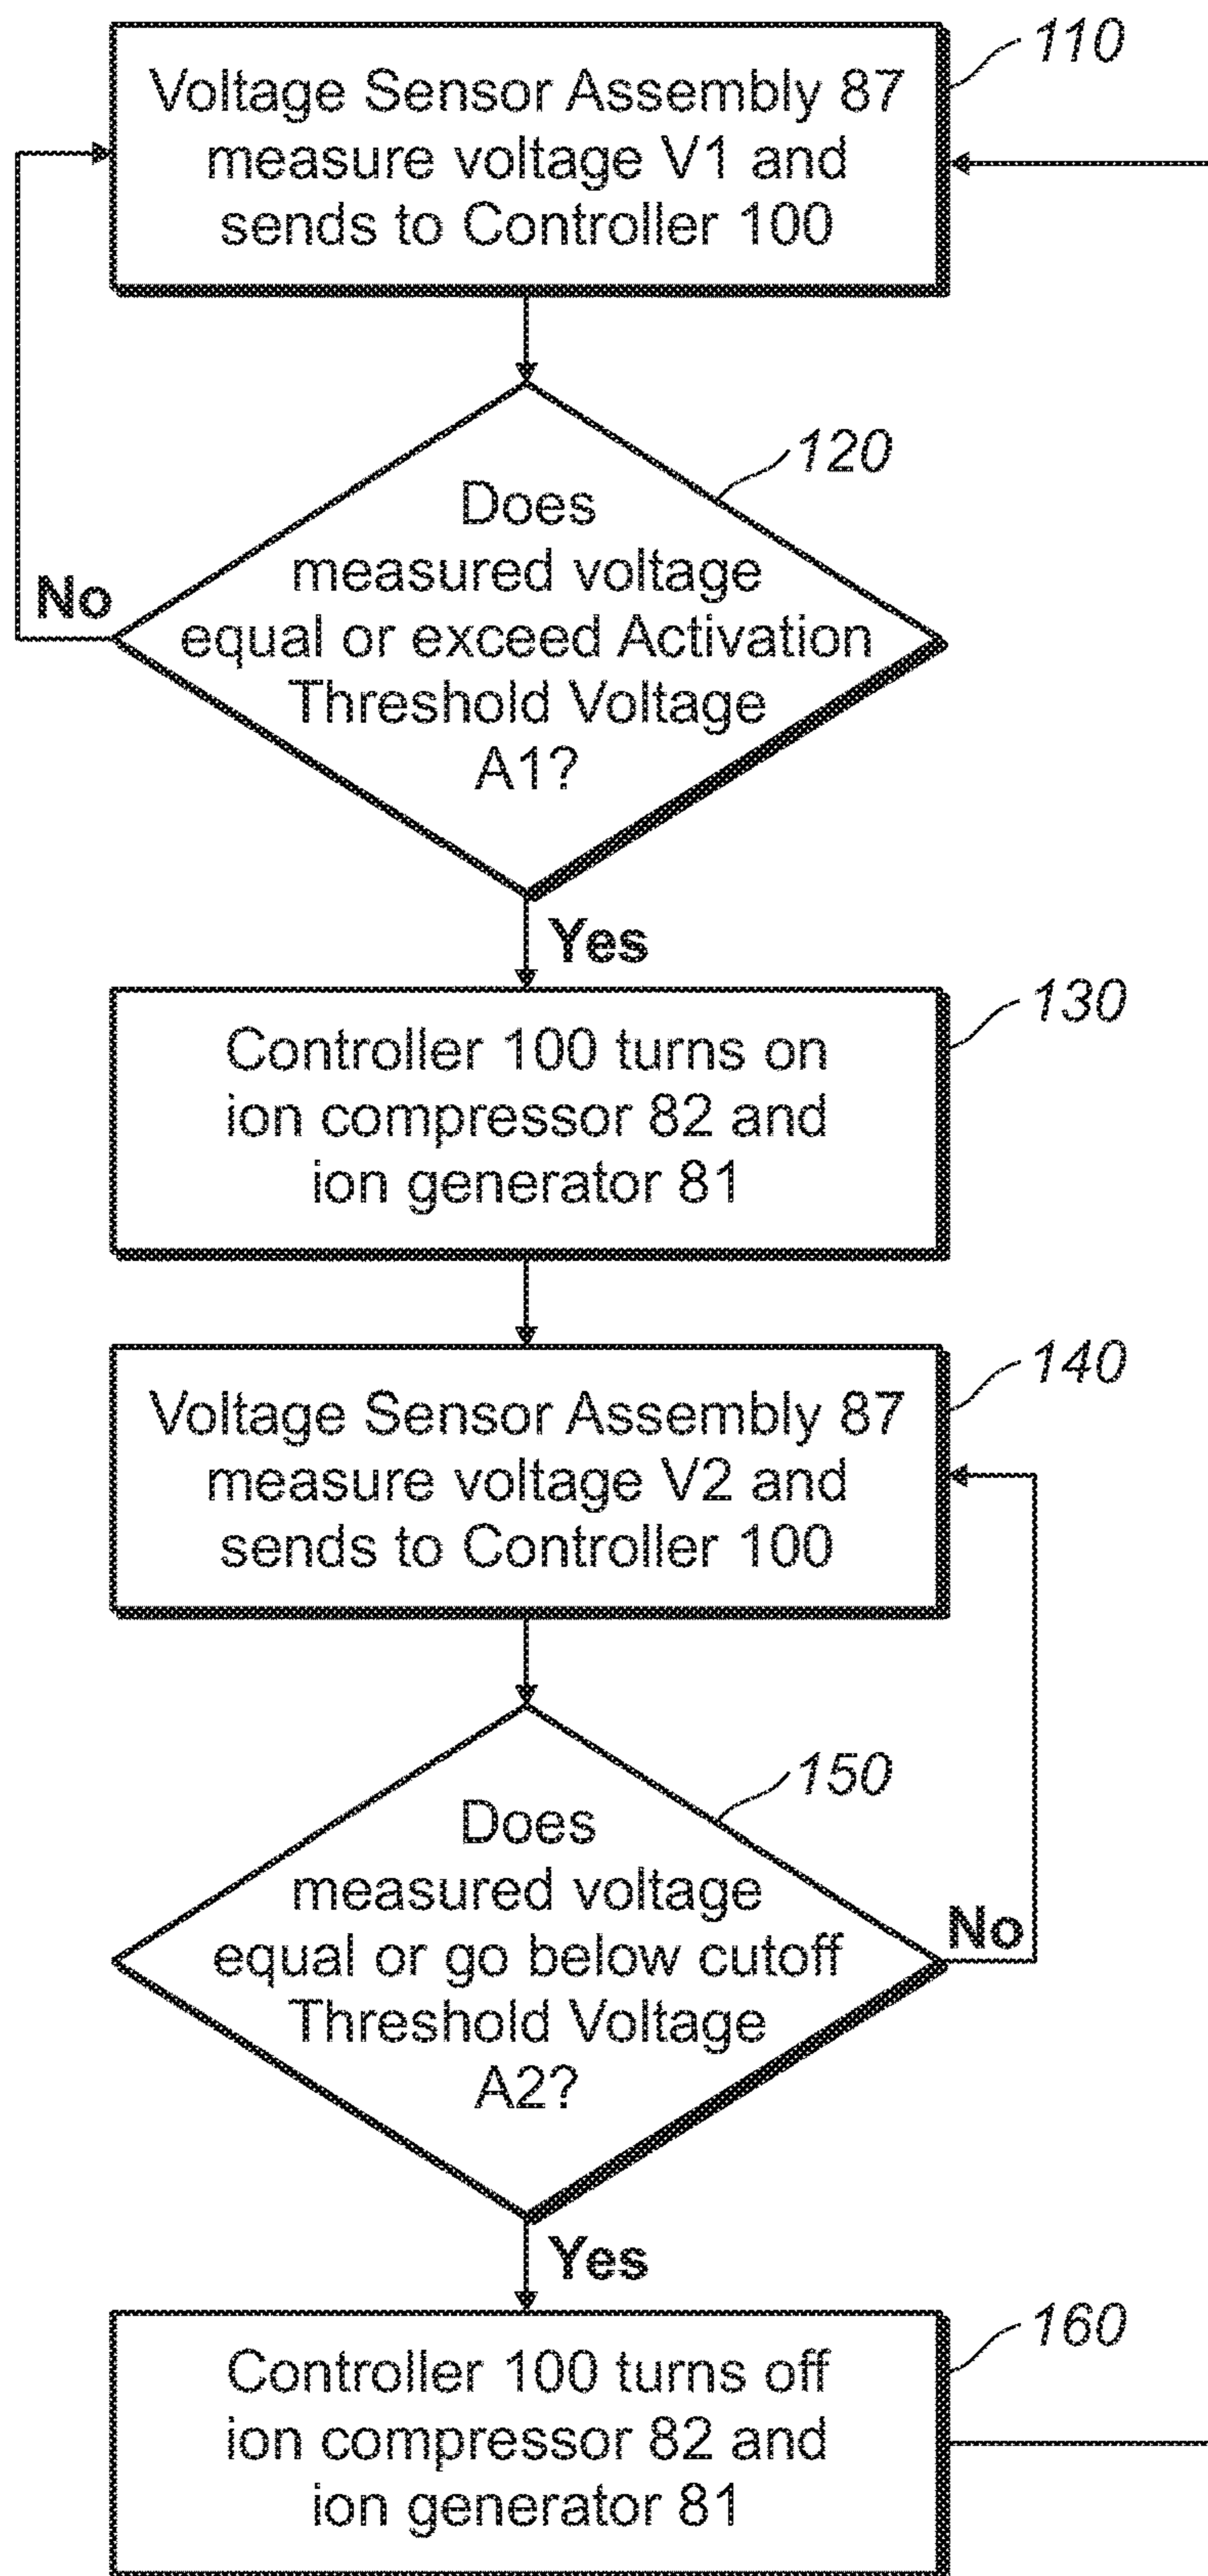 110
Voltage Sensor Assembly 87
measure voltage V1 and
sends to Controller 100
120
Does
measured voltage
equal or exceed Activation
Threshold Voltage
A1?
No
Yes
130
Controller 100 turns on
ion compressor 82 and
ion generator 81
140
Voltage Sensor Assembly 87
measure voltage V2 and
sends to Controller 100
150
Does
measured voltage
equal or go below cutoff
Threshold Voltage
A2?
No
Yes
160
Controller 100 turns off
ion compressor 82 and
ion generator 81